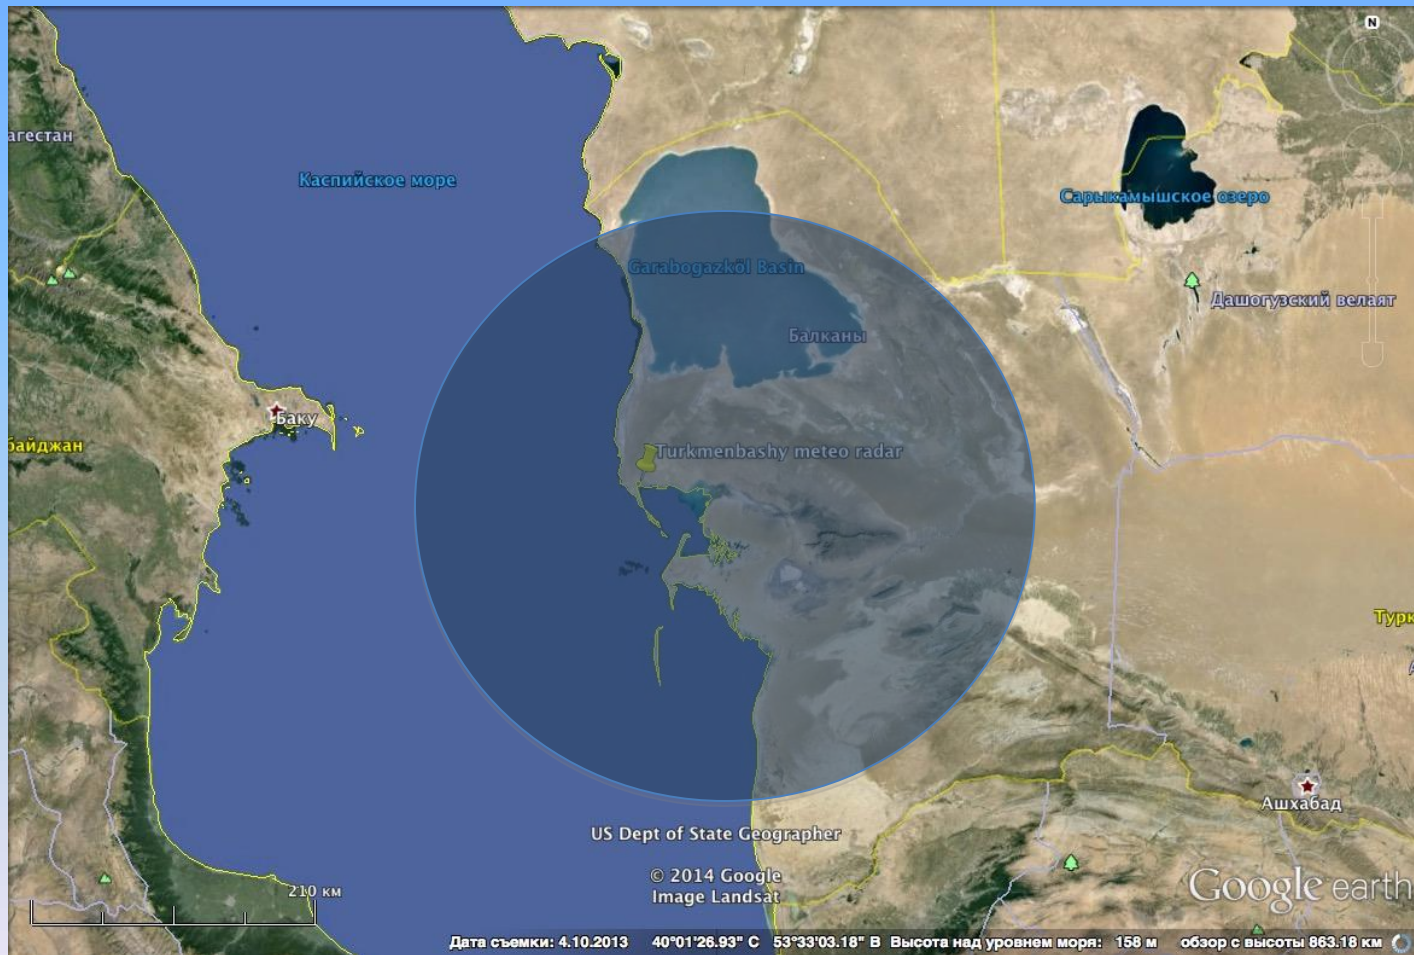 N
агестан
Каспийское море
Сарыкамышское озеро
Garabogazköl Basin
Дашогузский велаят
Балканы
Баку
байджан
Turkmenbashy meteo radar
Турк
Ашхабад
US Dept of State Geographer
© 2014 Google
Image Landsat
210 км
Google earth
Дата съемки: 4.10.2013 40°01'26.93" С 53°33'03.18" В Высота над уровнем моря: 158 м обзор с высоты 863.18 км